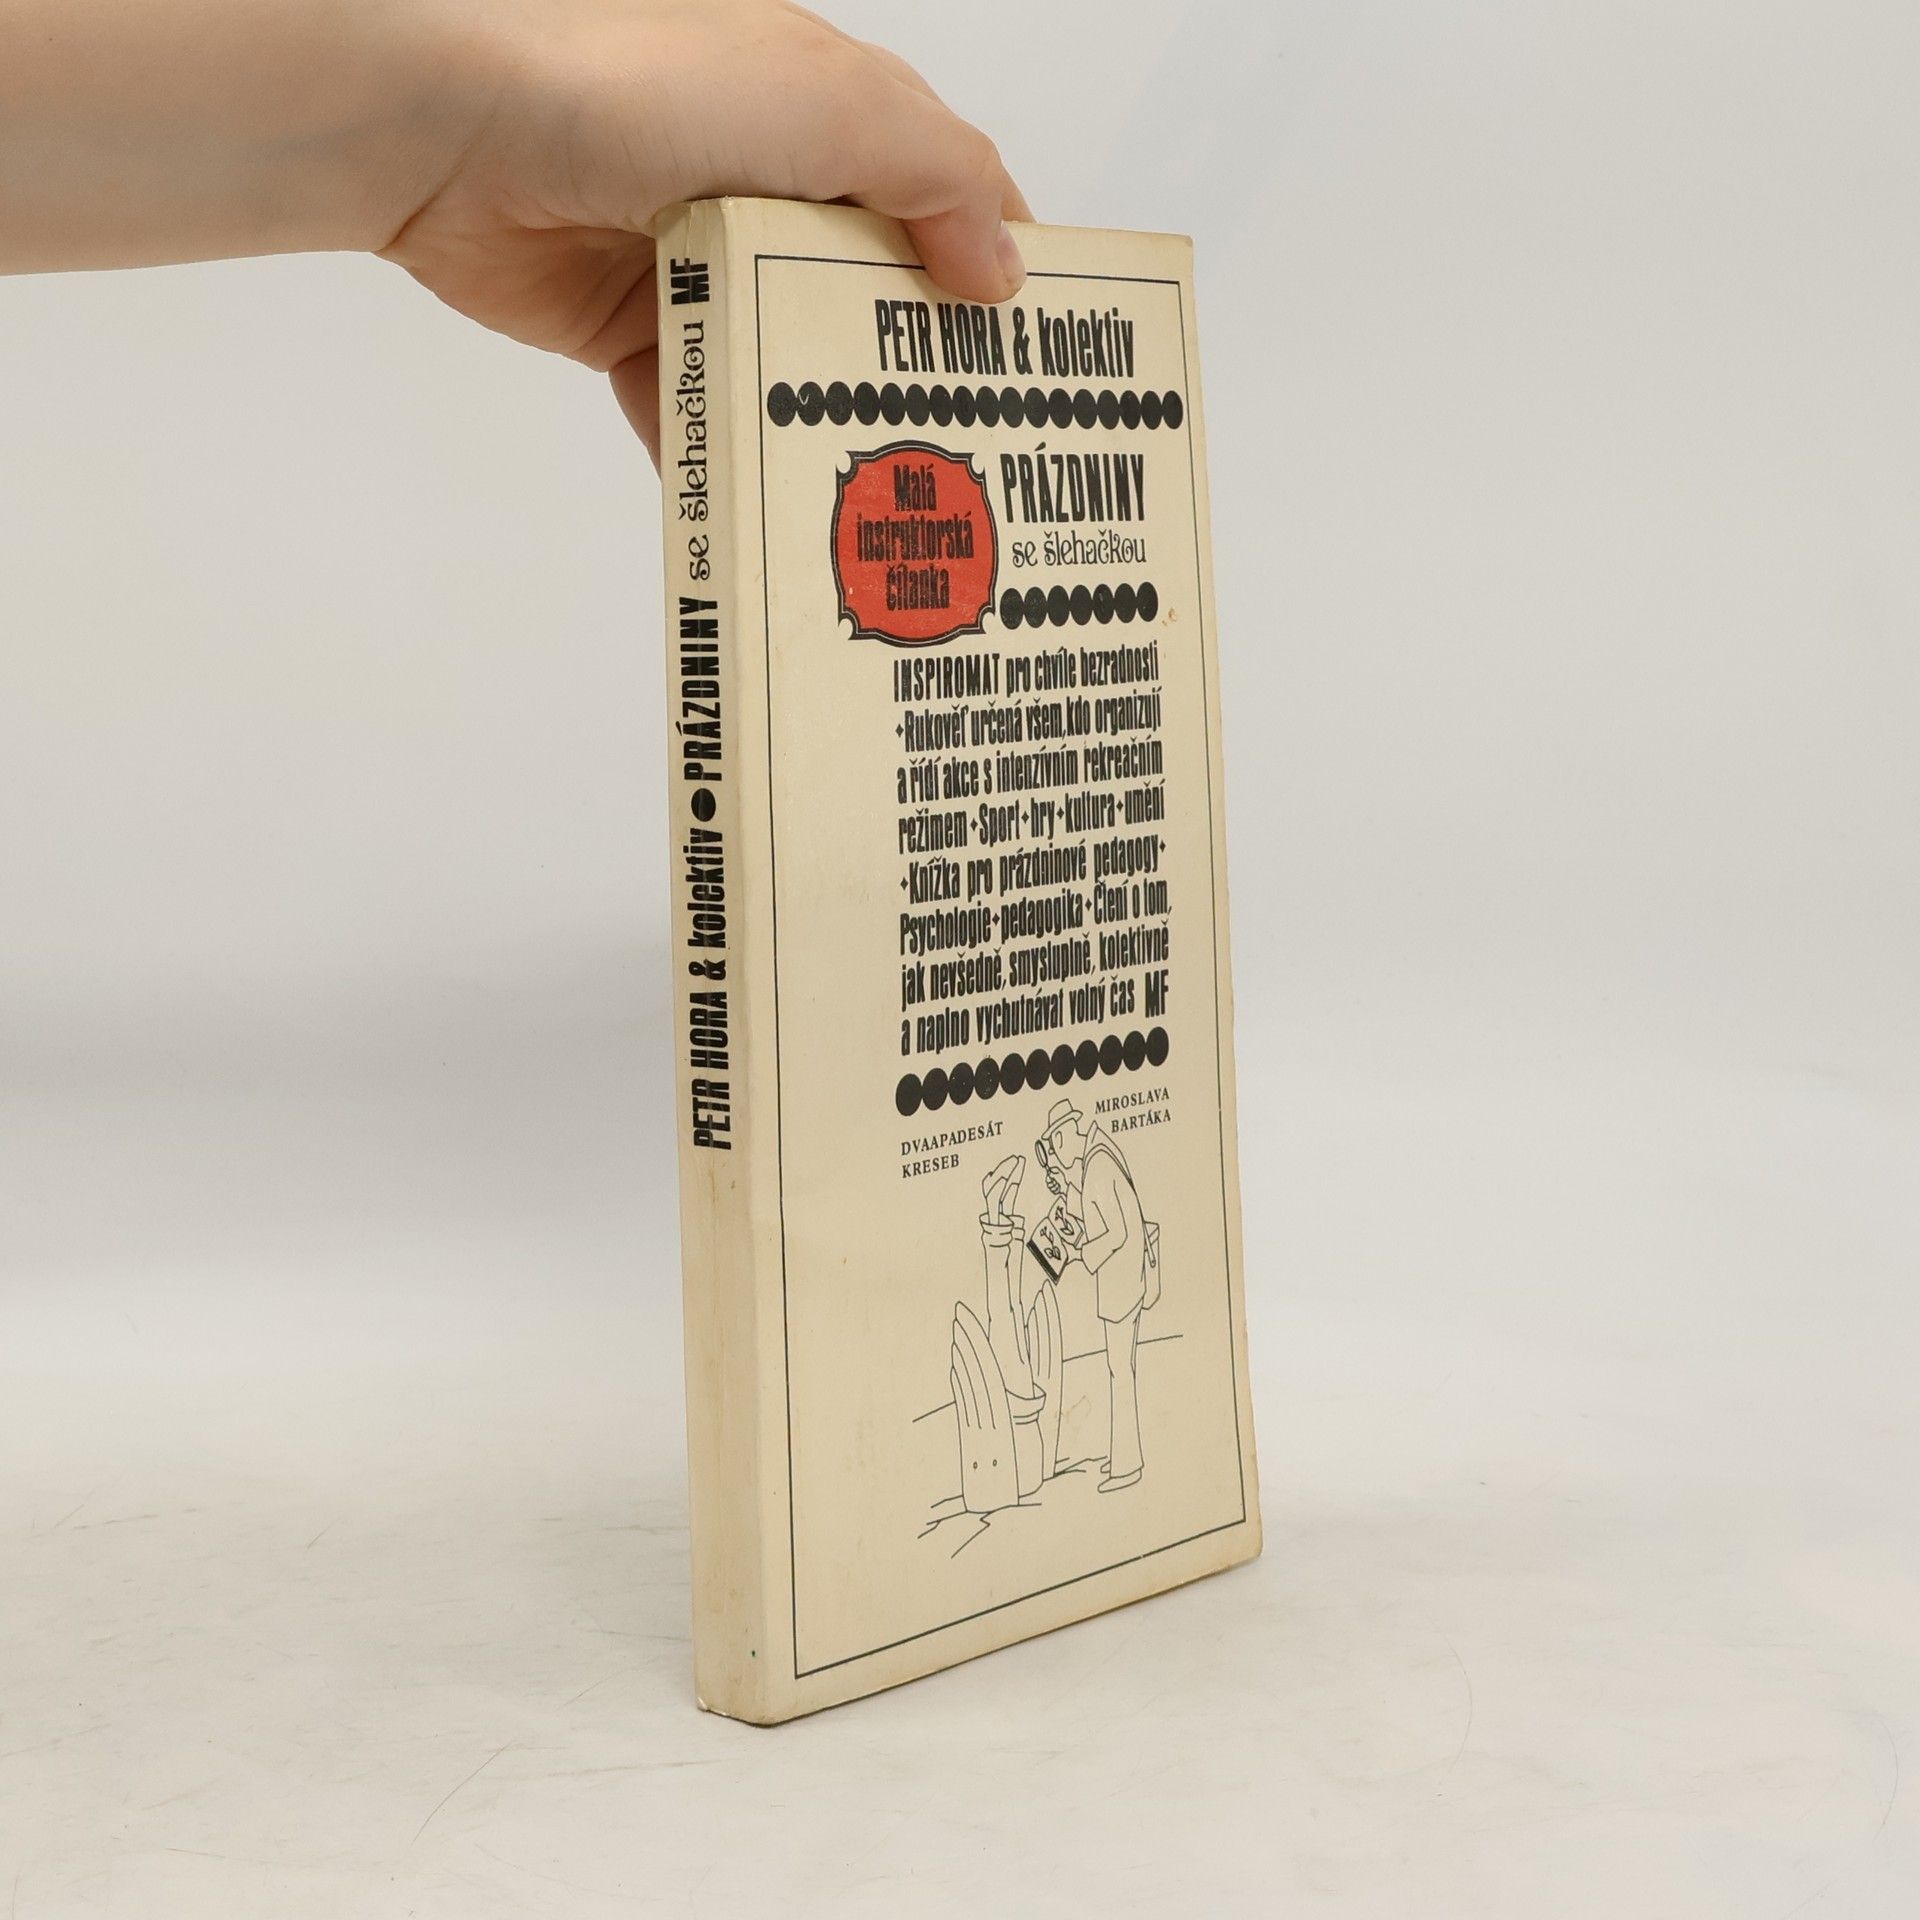 PETR HORA & kolektiv ● PRÁZDNINY se šlehačkou MF
PETR HORA & kolektiv
Malá
instruktorská
čítanka
PRÁZDNINY
se šlehačkou
INSPIROMAT pro chvíle bezradnosti
◆Rukověť určená všem, kdo organizují
a řídí akce s intenzívním rekreačním
režimem◆Sport◆hry◆kultura◆umění
◆Knížka pro prázdninové pedagogy◆
Psychologie◆pedagogika◆Čtení o tom,
jak nevšedně, smysluplně, kolektivně
a naplno vychutnávat volný čas MF
DVAAPADESÁT
KRESEB
MIROSLAVA
BARTÁKA